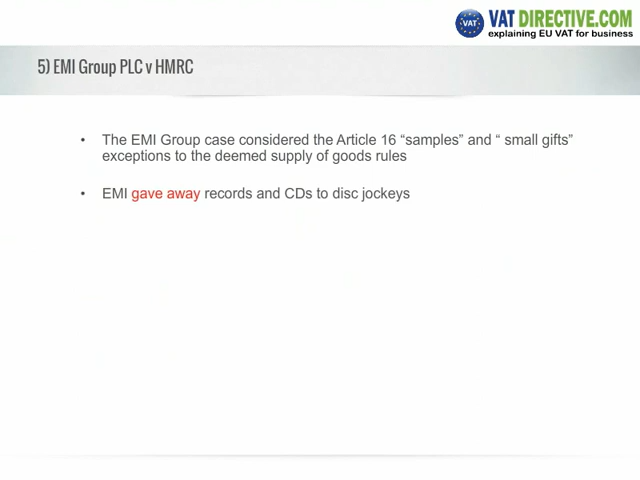 VAT
VAT DIRECTIVE.COM
explaining EU VAT for business
5) EMI Group PLC v HMRC
• The EMI Group case considered the Article 16 “samples” and “ small gifts”
exceptions to the deemed supply of goods rules
• EMI gave away records and CDs to disc jockeys